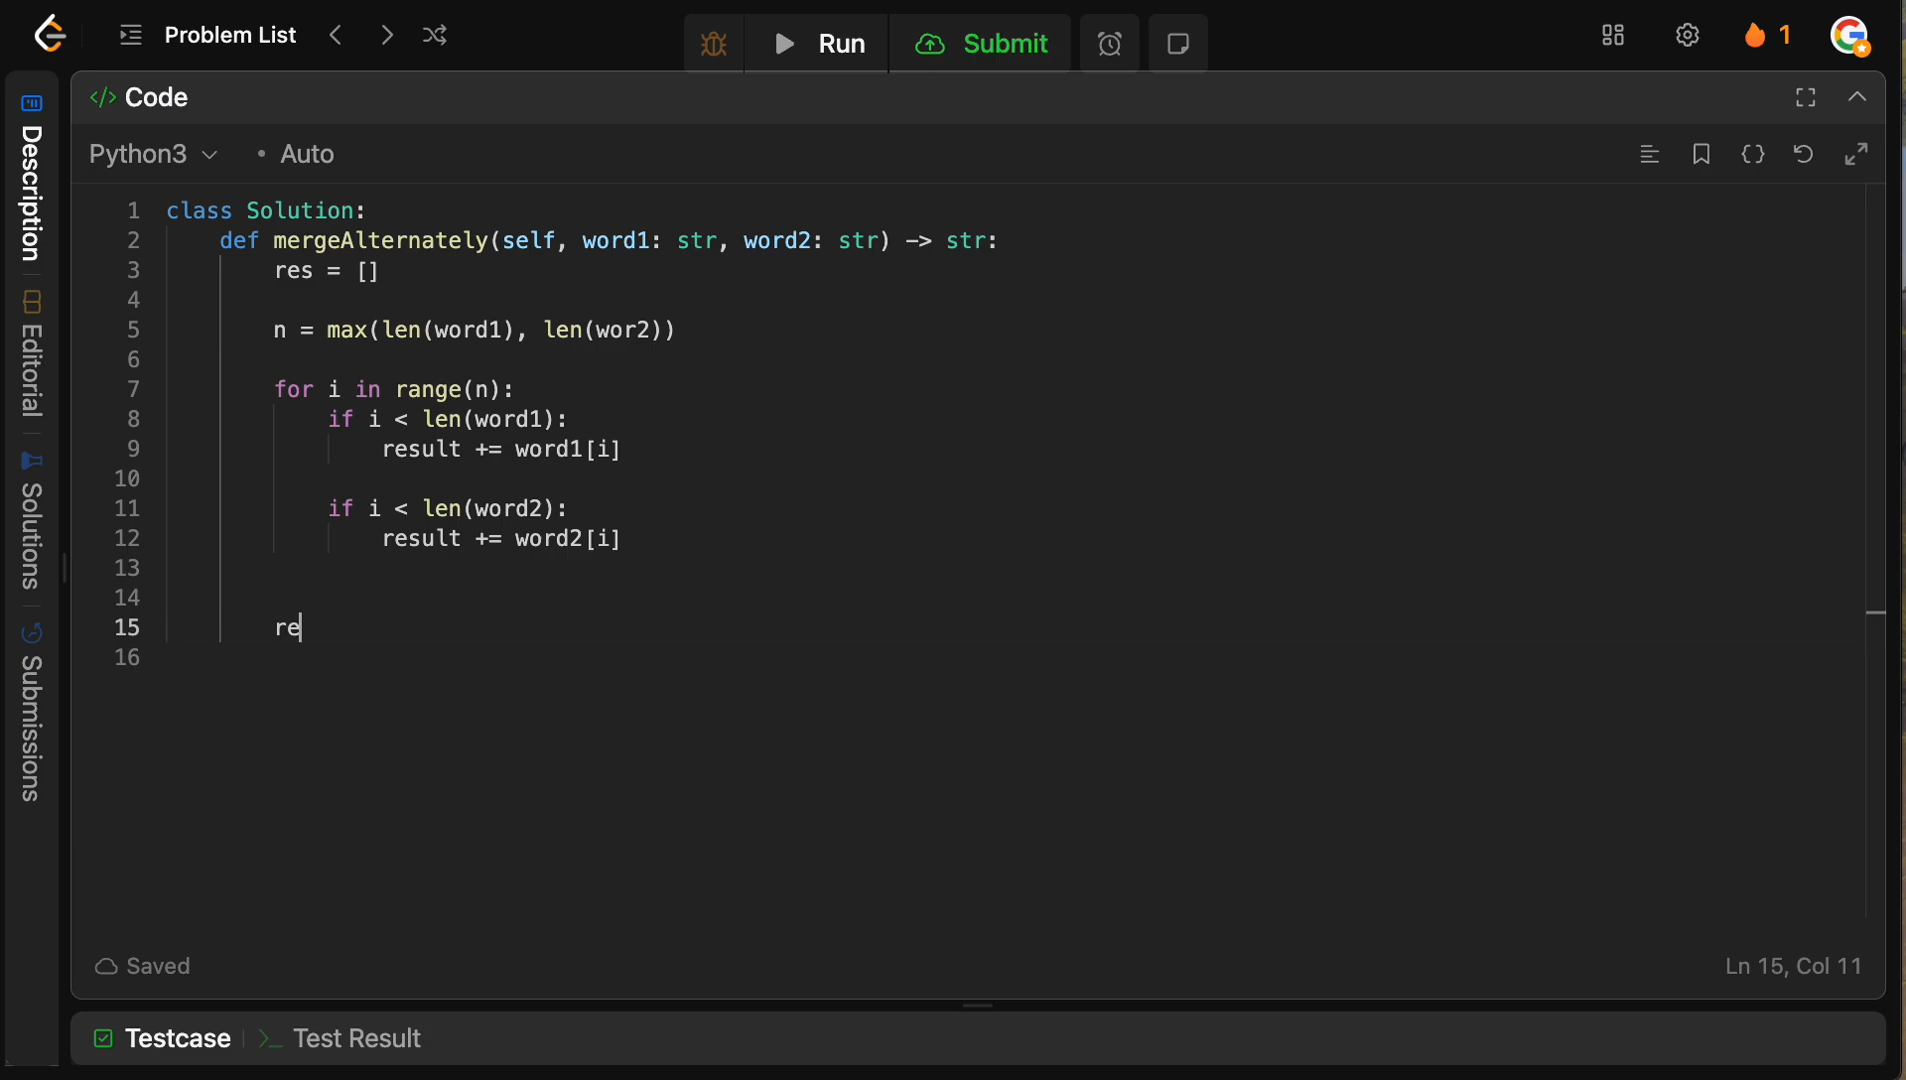 Problem List
Run
Submit
1
Description
Editorial
Solutions
Submissions
</> Code
Python3 • Auto
1 class Solution:
2     def mergeAlternately(self, word1: str, word2: str) -> str:
3         res = []
4
5         n = max(len(word1), len(wor2))
6
7         for i in range(n):
8             if i < len(word1):
9                 result += word1[i]
10
11             if i < len(word2):
12                 result += word2[i]
13
14
15         re
16
Saved
Ln 15, Col 11
Testcase
Test Result